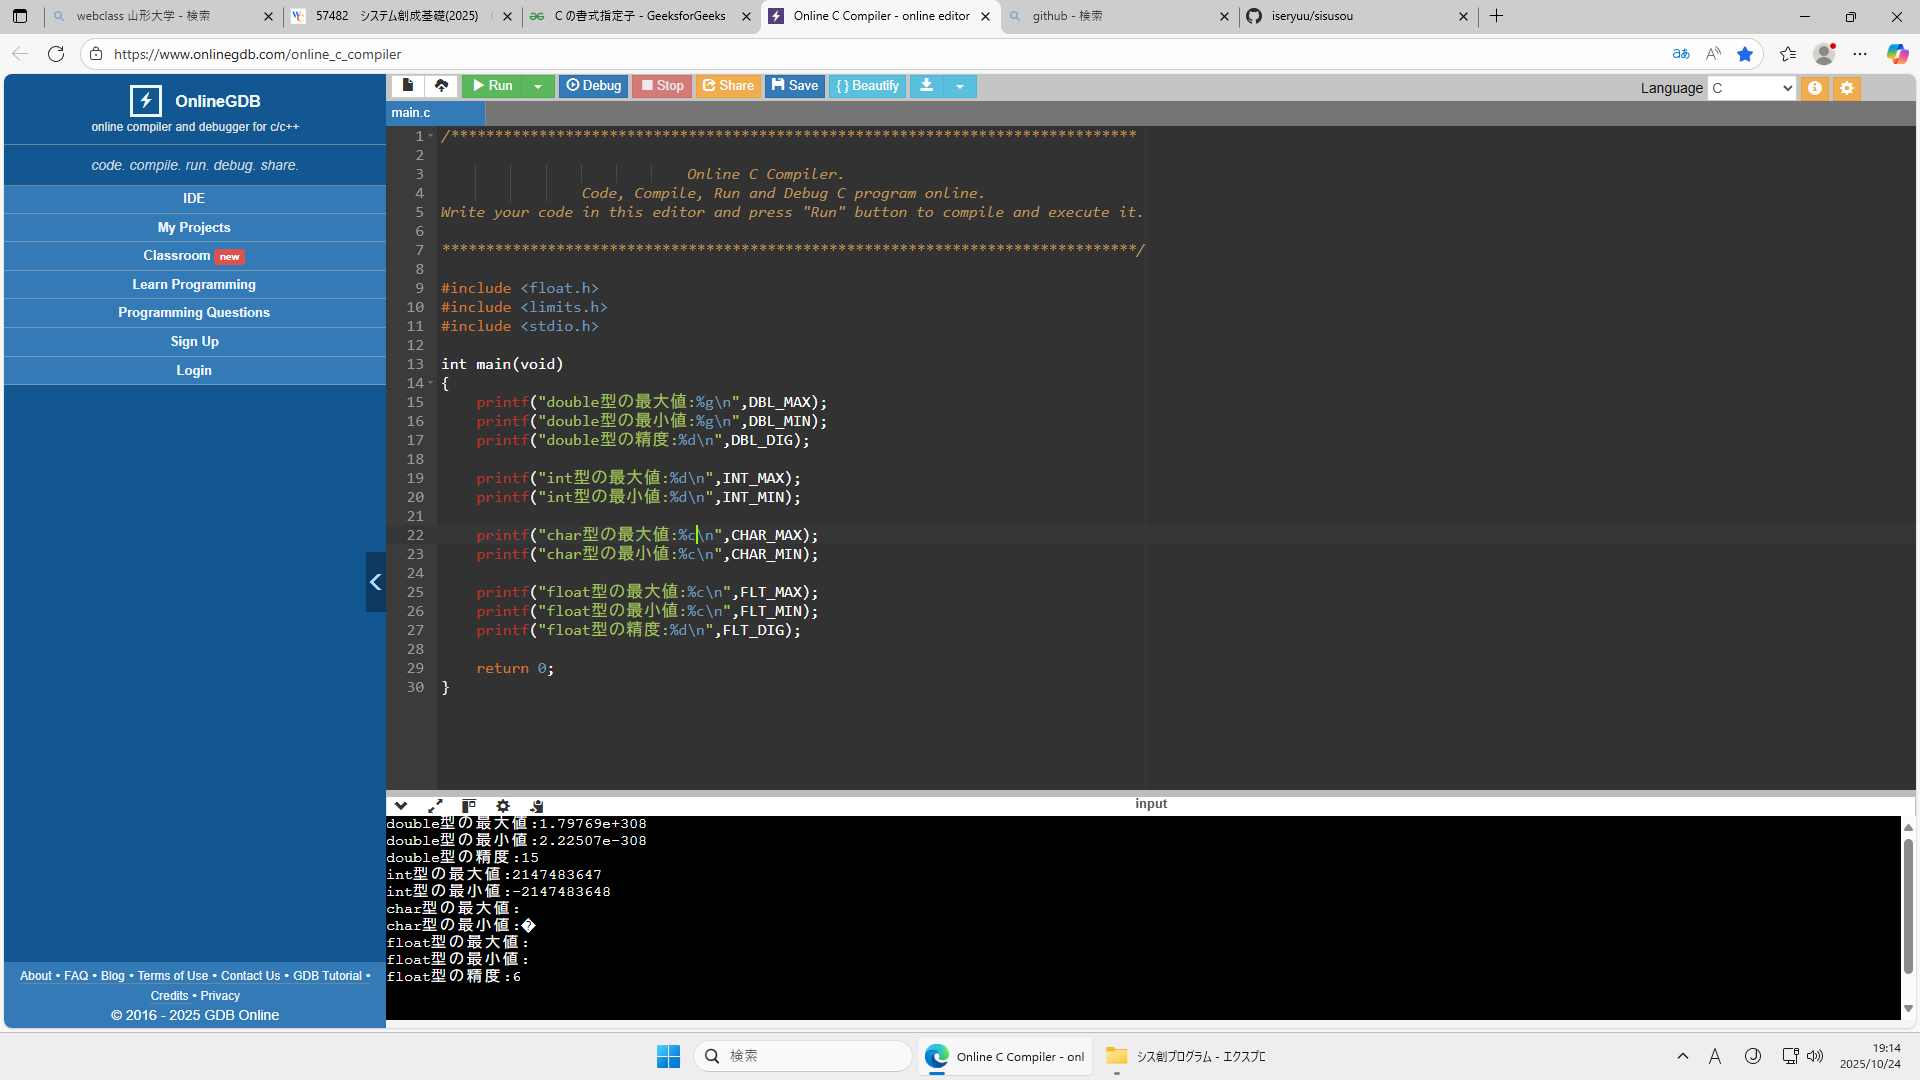 webclass 山形大学 - 検索
57482 システム創成基礎(2025)
C の書式指定子 - GeeksforGeeks
Online C Compiler - online editor
github - 検索
iseryuu/sisusou
https://www.onlinegdb.com/online_c_compiler
OnlineGDB
online compiler and debugger for c/c++
code. compile. run. debug. share.
IDE
My Projects
Classroom new
Learn Programming
Programming Questions
Sign Up
Login
About • FAQ • Blog • Terms of Use • Contact Us • GDB Tutorial •
Credits • Privacy
© 2016 - 2025 GDB Online
Run Debug Stop Share Save { } Beautify
Language C
main.c
1 /******************************************************************************
2
3 Online C Compiler.
4 Code, Compile, Run and Debug C program online.
5 Write your code in this editor and press "Run" button to compile and execute it.
6
7 *******************************************************************************/
8
9 #include <float.h>
10 #include <limits.h>
11 #include <stdio.h>
12
13 int main(void)
14 {
15 printf("double型の最大値:%g\n",DBL_MAX);
16 printf("double型の最小値:%g\n",DBL_MIN);
17 printf("double型の精度:%d\n",DBL_DIG);
18
19 printf("int型の最大値:%d\n",INT_MAX);
20 printf("int型の最小値:%d\n",INT_MIN);
21
22 printf("char型の最大値:%c\n",CHAR_MAX);
23 printf("char型の最小値:%c\n",CHAR_MIN);
24
25 printf("float型の最大値:%c\n",FLT_MAX);
26 printf("float型の最小値:%c\n",FLT_MIN);
27 printf("float型の精度:%d\n",FLT_DIG);
28
29 return 0;
30 }
input
double型の最大値:1.79769e+308
double型の最小値:2.22507e-308
double型の精度:15
int型の最大値:2147483647
int型の最小値:-2147483648
char型の最大値:
char型の最小値:�
float型の最大値:
float型の最小値:
float型の精度:6
検索
Online C Compiler - onl
シス創プログラム - エクスプロ
A
19:14
2025/10/24